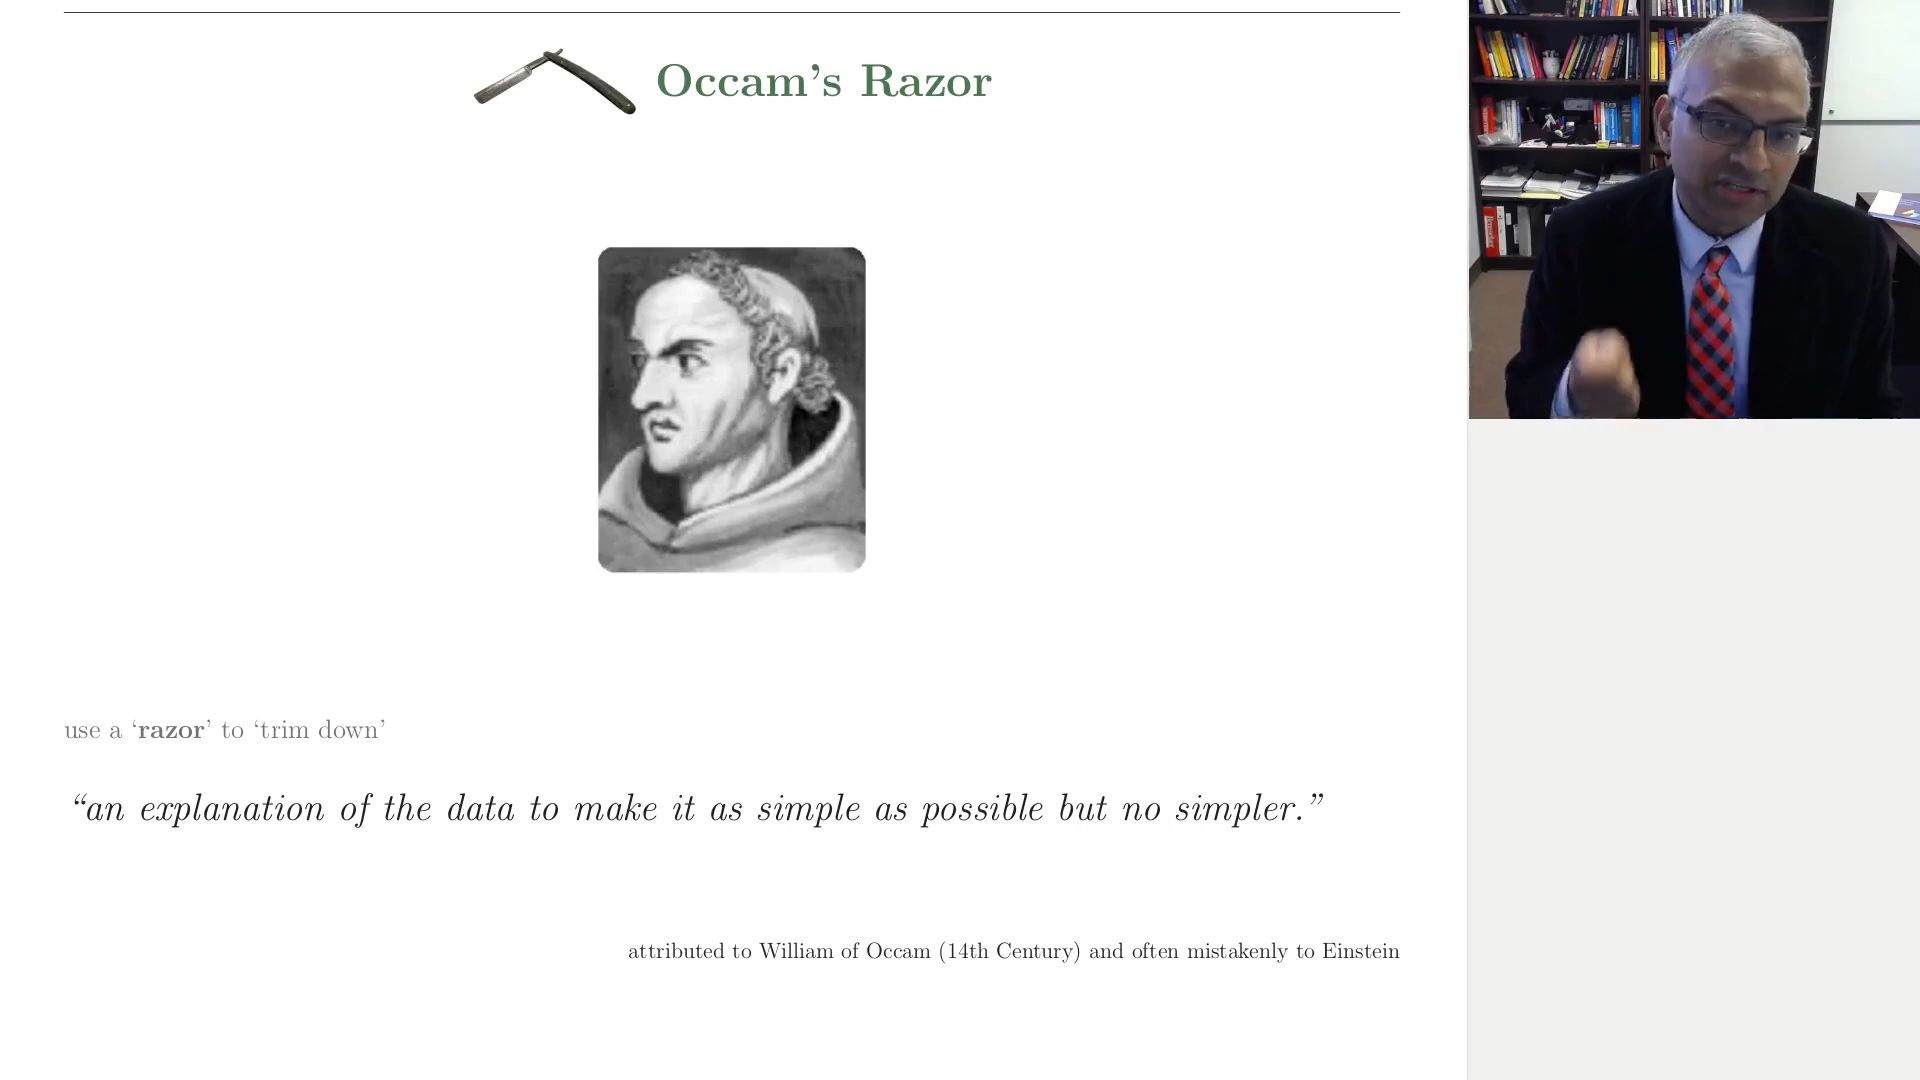 Occam’s Razor
use a ‘razor’ to ‘trim down’
“an explanation of the data to make it as simple as possible but no simpler.”
attributed to William of Occam (14th Century) and often mistakenly to Einstein